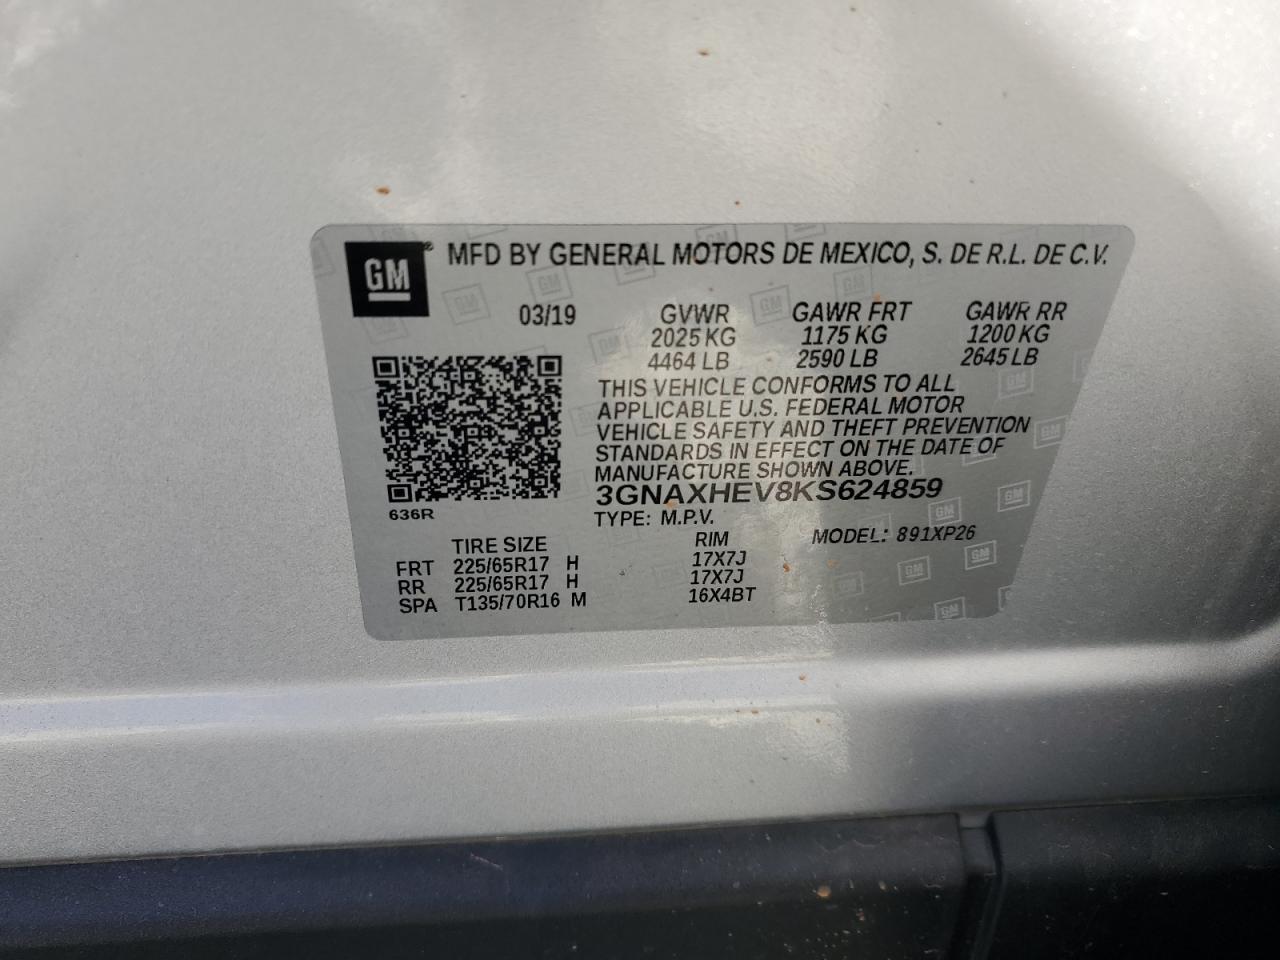 GM® MFD BY GENERAL MOTORS DE MEXICO, S. DE R.L. DE C.V.
03/19 GVWR GAWR FRT GAWR RR
2025 KG 1175 KG 1200 KG
4464 LB 2590 LB 2645 LB
THIS VEHICLE CONFORMS TO ALL
APPLICABLE U.S. FEDERAL MOTOR
VEHICLE SAFETY AND THEFT PREVENTION
STANDARDS IN EFFECT ON THE DATE OF
MANUFACTURE SHOWN ABOVE.
3GNAXHEV8KS624859
636R TYPE: M.P.V.
TIRE SIZE RIM MODEL: 891XP26
FRT 225/65R17 H 17X7J
RR 225/65R17 H 17X7J
SPA T135/70R16 M 16X4BT